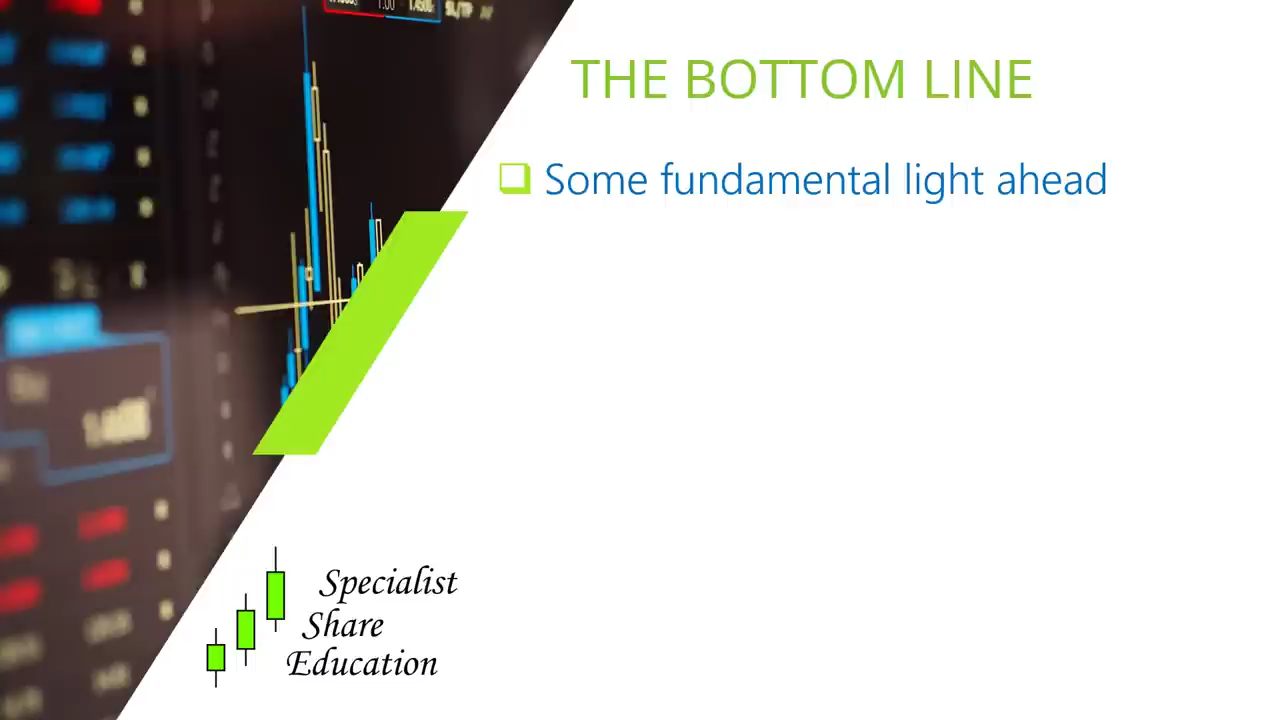 THE BOTTOM LINE
Some fundamental light ahead
Specialist
Share
Education